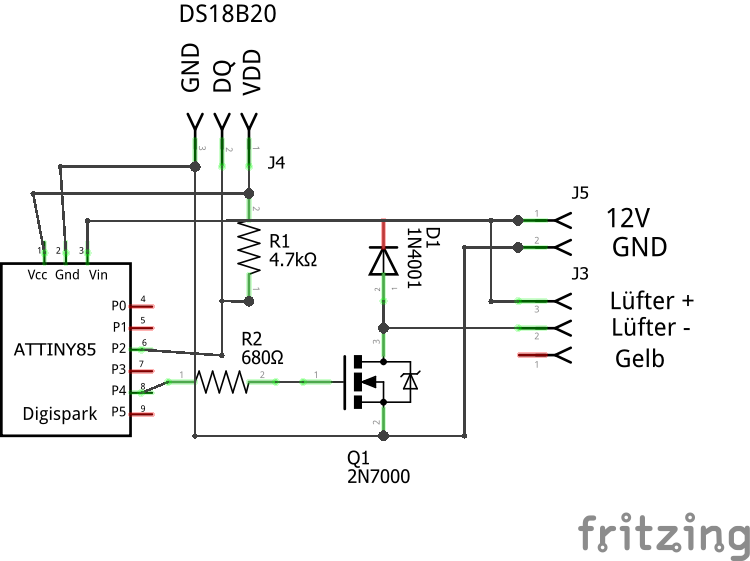 DS18B20
GND
DQ
VDD
3
2
1
J4
J5
1
12V
2
GND
J3
3
Lüfter +
2
Lüfter -
1
Gelb
2
R1
4.7kΩ
1
D1
1N4001
2
1
1
2
3
Vcc
Gnd
Vin
P0
4
P1
5
ATTINY85
P2
6
P3
7
P4
8
Digispark
P5
9
R2
680Ω
1
2
1
3
2
Q1
2N7000
fritzing